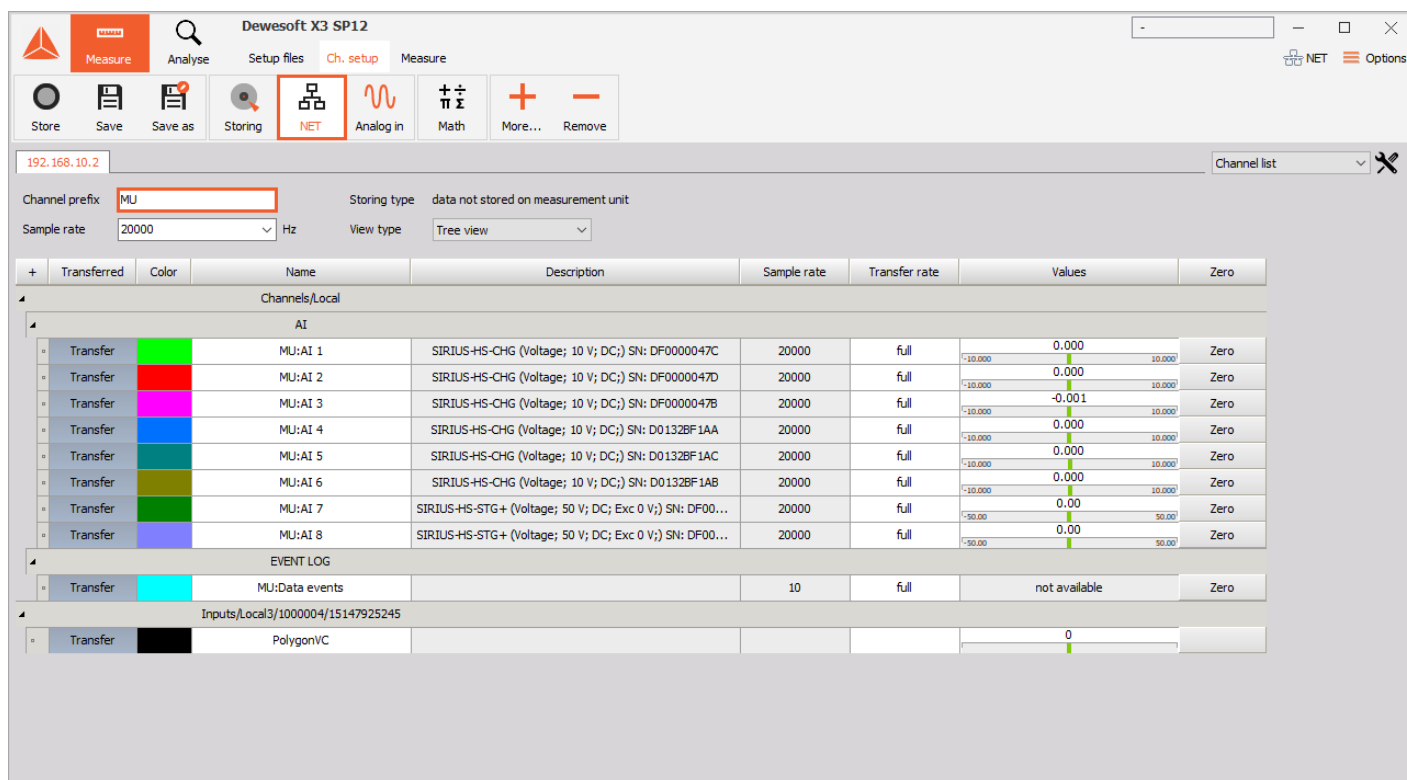 Dewesoft X3 SP12
-
Measure
Analyse
Setup files
Ch. setup
Measure
NET
Options
Store
Save
Save as
Storing
NET
Analog in
Math
More...
Remove
192.168.10.2
Channel list
Channel prefix MU Storing type data not stored on measurement unit
Sample rate 20000 Hz View type Tree view
+ Transferred Color Name Description Sample rate Transfer rate Values Zero
Channels/Local
AI
Transfer MU:AI 1 SIRIUS-HS-CHG (Voltage; 10 V; DC;) SN: DF0000047C 20000 full 0.000 -10.000 10.000 Zero
Transfer MU:AI 2 SIRIUS-HS-CHG (Voltage; 10 V; DC;) SN: DF0000047D 20000 full 0.000 -10.000 10.000 Zero
Transfer MU:AI 3 SIRIUS-HS-CHG (Voltage; 10 V; DC;) SN: DF0000047B 20000 full -0.001 -10.000 10.000 Zero
Transfer MU:AI 4 SIRIUS-HS-CHG (Voltage; 10 V; DC;) SN: D0132BF1AA 20000 full 0.000 -10.000 10.000 Zero
Transfer MU:AI 5 SIRIUS-HS-CHG (Voltage; 10 V; DC;) SN: D0132BF1AC 20000 full 0.000 -10.000 10.000 Zero
Transfer MU:AI 6 SIRIUS-HS-CHG (Voltage; 10 V; DC;) SN: D0132BF1AB 20000 full 0.000 -10.000 10.000 Zero
Transfer MU:AI 7 SIRIUS-HS-STG+ (Voltage; 50 V; DC; Exc 0 V;) SN: DF00... 20000 full 0.00 -50.00 50.00 Zero
Transfer MU:AI 8 SIRIUS-HS-STG+ (Voltage; 50 V; DC; Exc 0 V;) SN: DF00... 20000 full 0.00 -50.00 50.00 Zero
EVENT LOG
Transfer MU:Data events 10 full not available Zero
Inputs/Local3/1000004/15147925245
Transfer PolygonVC 0